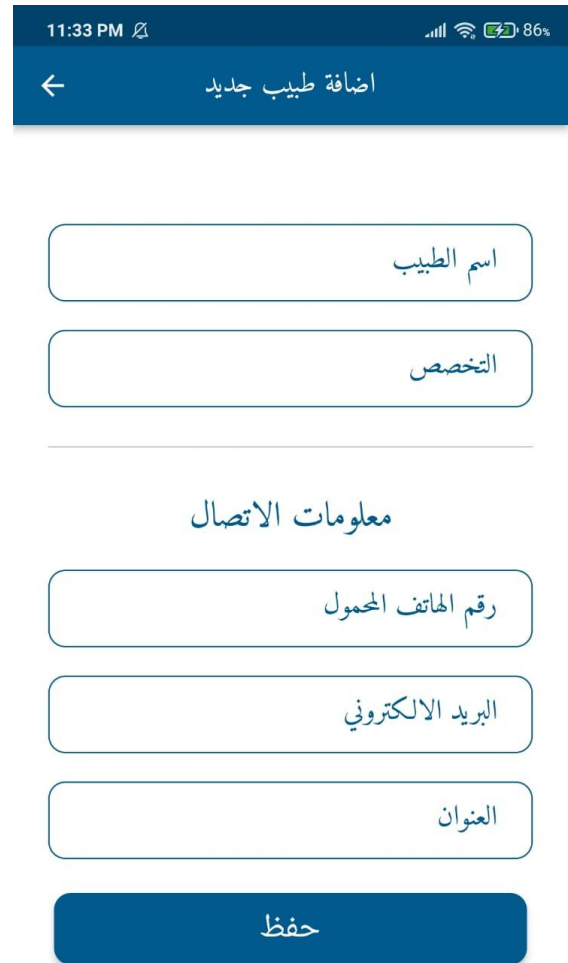 11:33 PM 86%
اضافة طبيب جديد
اسم الطبيب
التخصص
معلومات الاتصال
رقم الهاتف المحمول
البريد الالكتروني
العنوان
حفظ